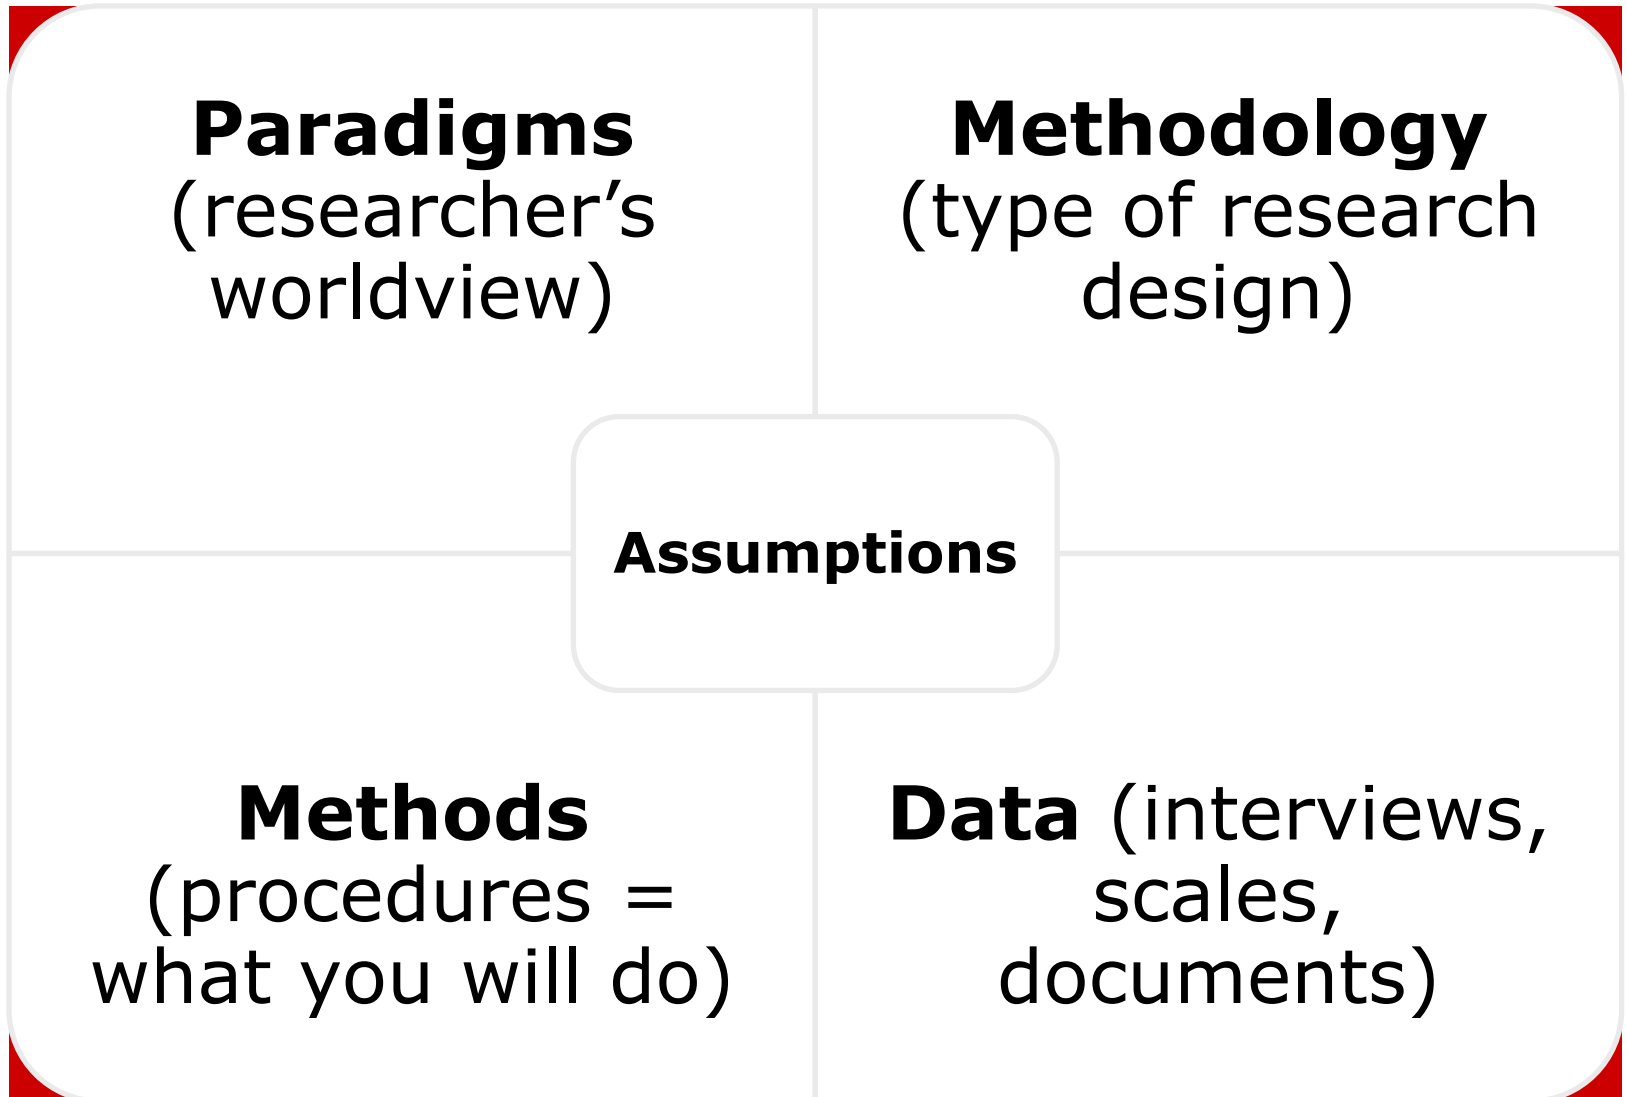 Paradigms
(researcher’s
worldview)
Methodology
(type of research
design)
Assumptions
Methods
(procedures =
what you will do)
Data (interviews,
scales,
documents)